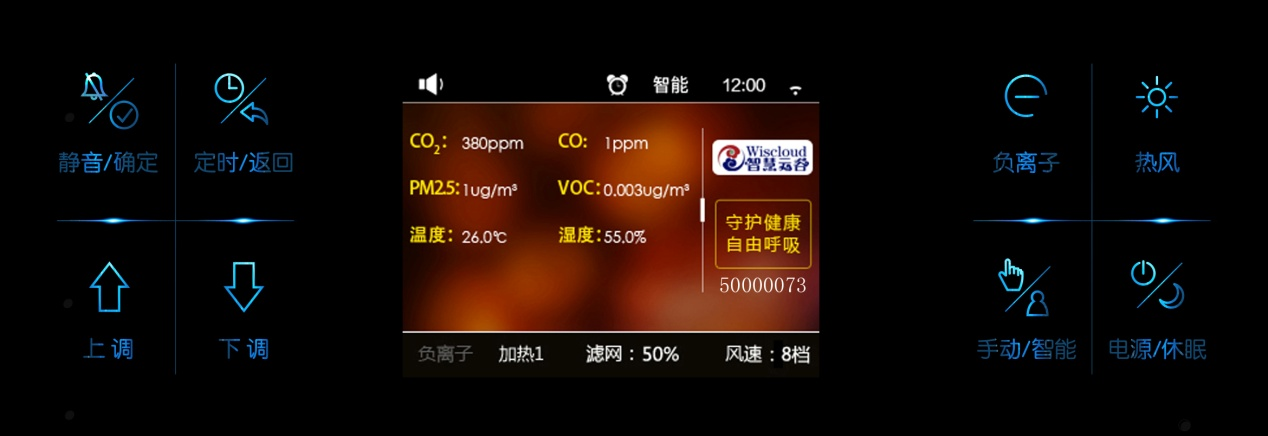 静音/确定
定时/返回
上调
下调
智能 12:00
CO₂: 380ppm CO: 1ppm
PM2.5: 1ug/m³ VOC: 0.003ug/m³
温度: 26.0℃ 湿度: 55.0%
Wiscloud
智慧云谷
守护健康
自由呼吸
50000073
负离子 加热1 滤网：50% 风速：8档
负离子
热风
手动/智能
电源/休眠